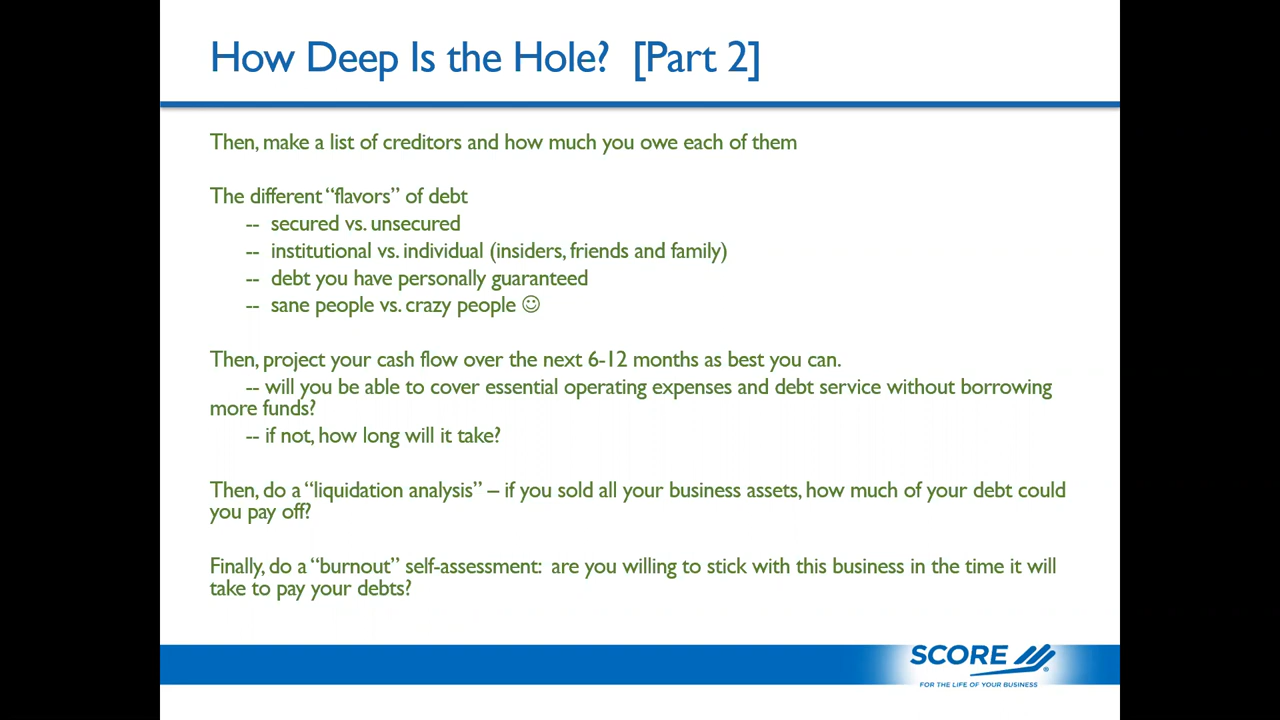 How Deep Is the Hole? [Part 2]
Then, make a list of creditors and how much you owe each of them
The different “flavors” of debt
-- secured vs. unsecured
-- institutional vs. individual (insiders, friends and family)
-- debt you have personally guaranteed
-- sane people vs. crazy people ☺
Then, project your cash flow over the next 6-12 months as best you can.
-- will you be able to cover essential operating expenses and debt service without borrowing
more funds?
-- if not, how long will it take?
Then, do a “liquidation analysis” – if you sold all your business assets, how much of your debt could
you pay off?
Finally, do a “burnout” self-assessment: are you willing to stick with this business in the time it will
take to pay your debts?
SCORE
®
FOR THE LIFE OF YOUR BUSINESS